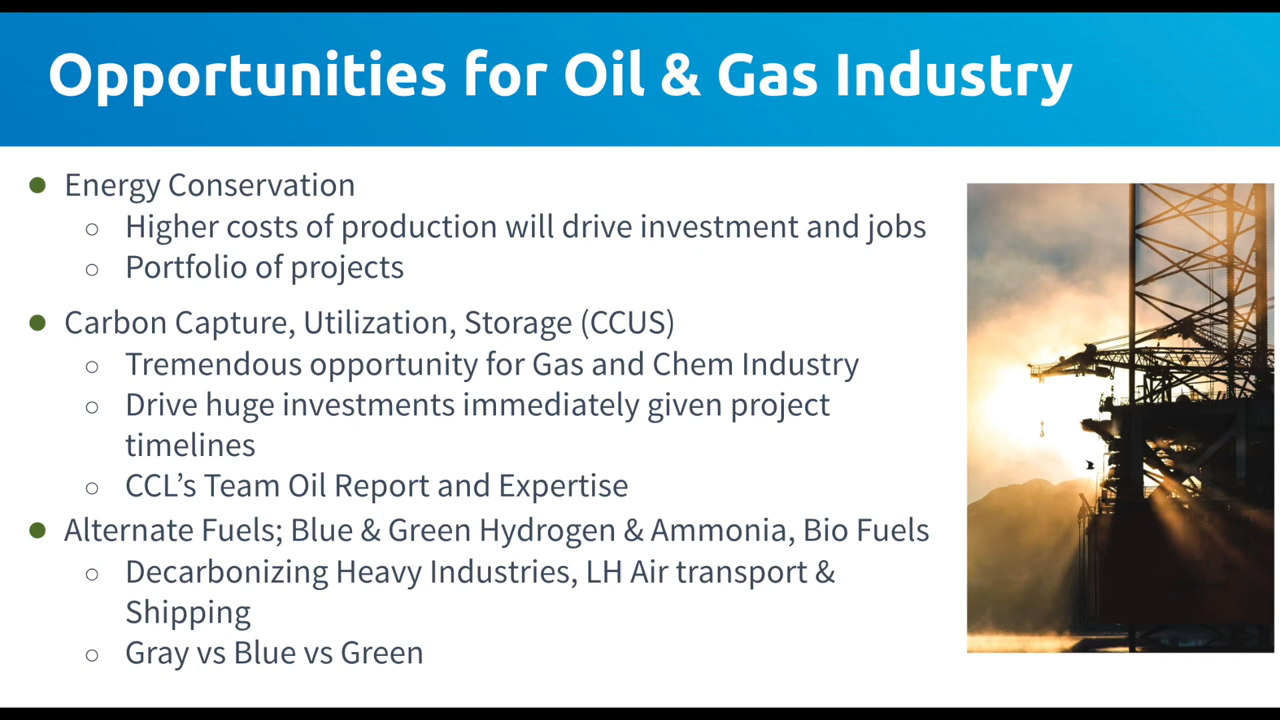 Opportunities for Oil & Gas Industry
● Energy Conservation
○ Higher costs of production will drive investment and jobs
○ Portfolio of projects
● Carbon Capture, Utilization, Storage (CCUS)
○ Tremendous opportunity for Gas and Chem Industry
○ Drive huge investments immediately given project
timelines
○ CCL’s Team Oil Report and Expertise
● Alternate Fuels; Blue & Green Hydrogen & Ammonia, Bio Fuels
○ Decarbonizing Heavy Industries, LH Air transport &
Shipping
○ Gray vs Blue vs Green